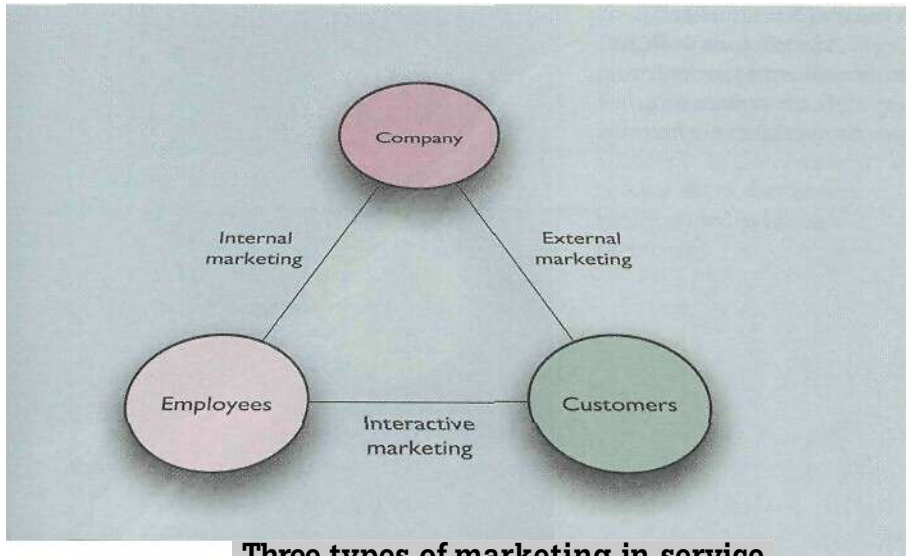 Company
Internal
marketing
External
marketing
Employees
Customers
Interactive
marketing
Three types of marketing in service